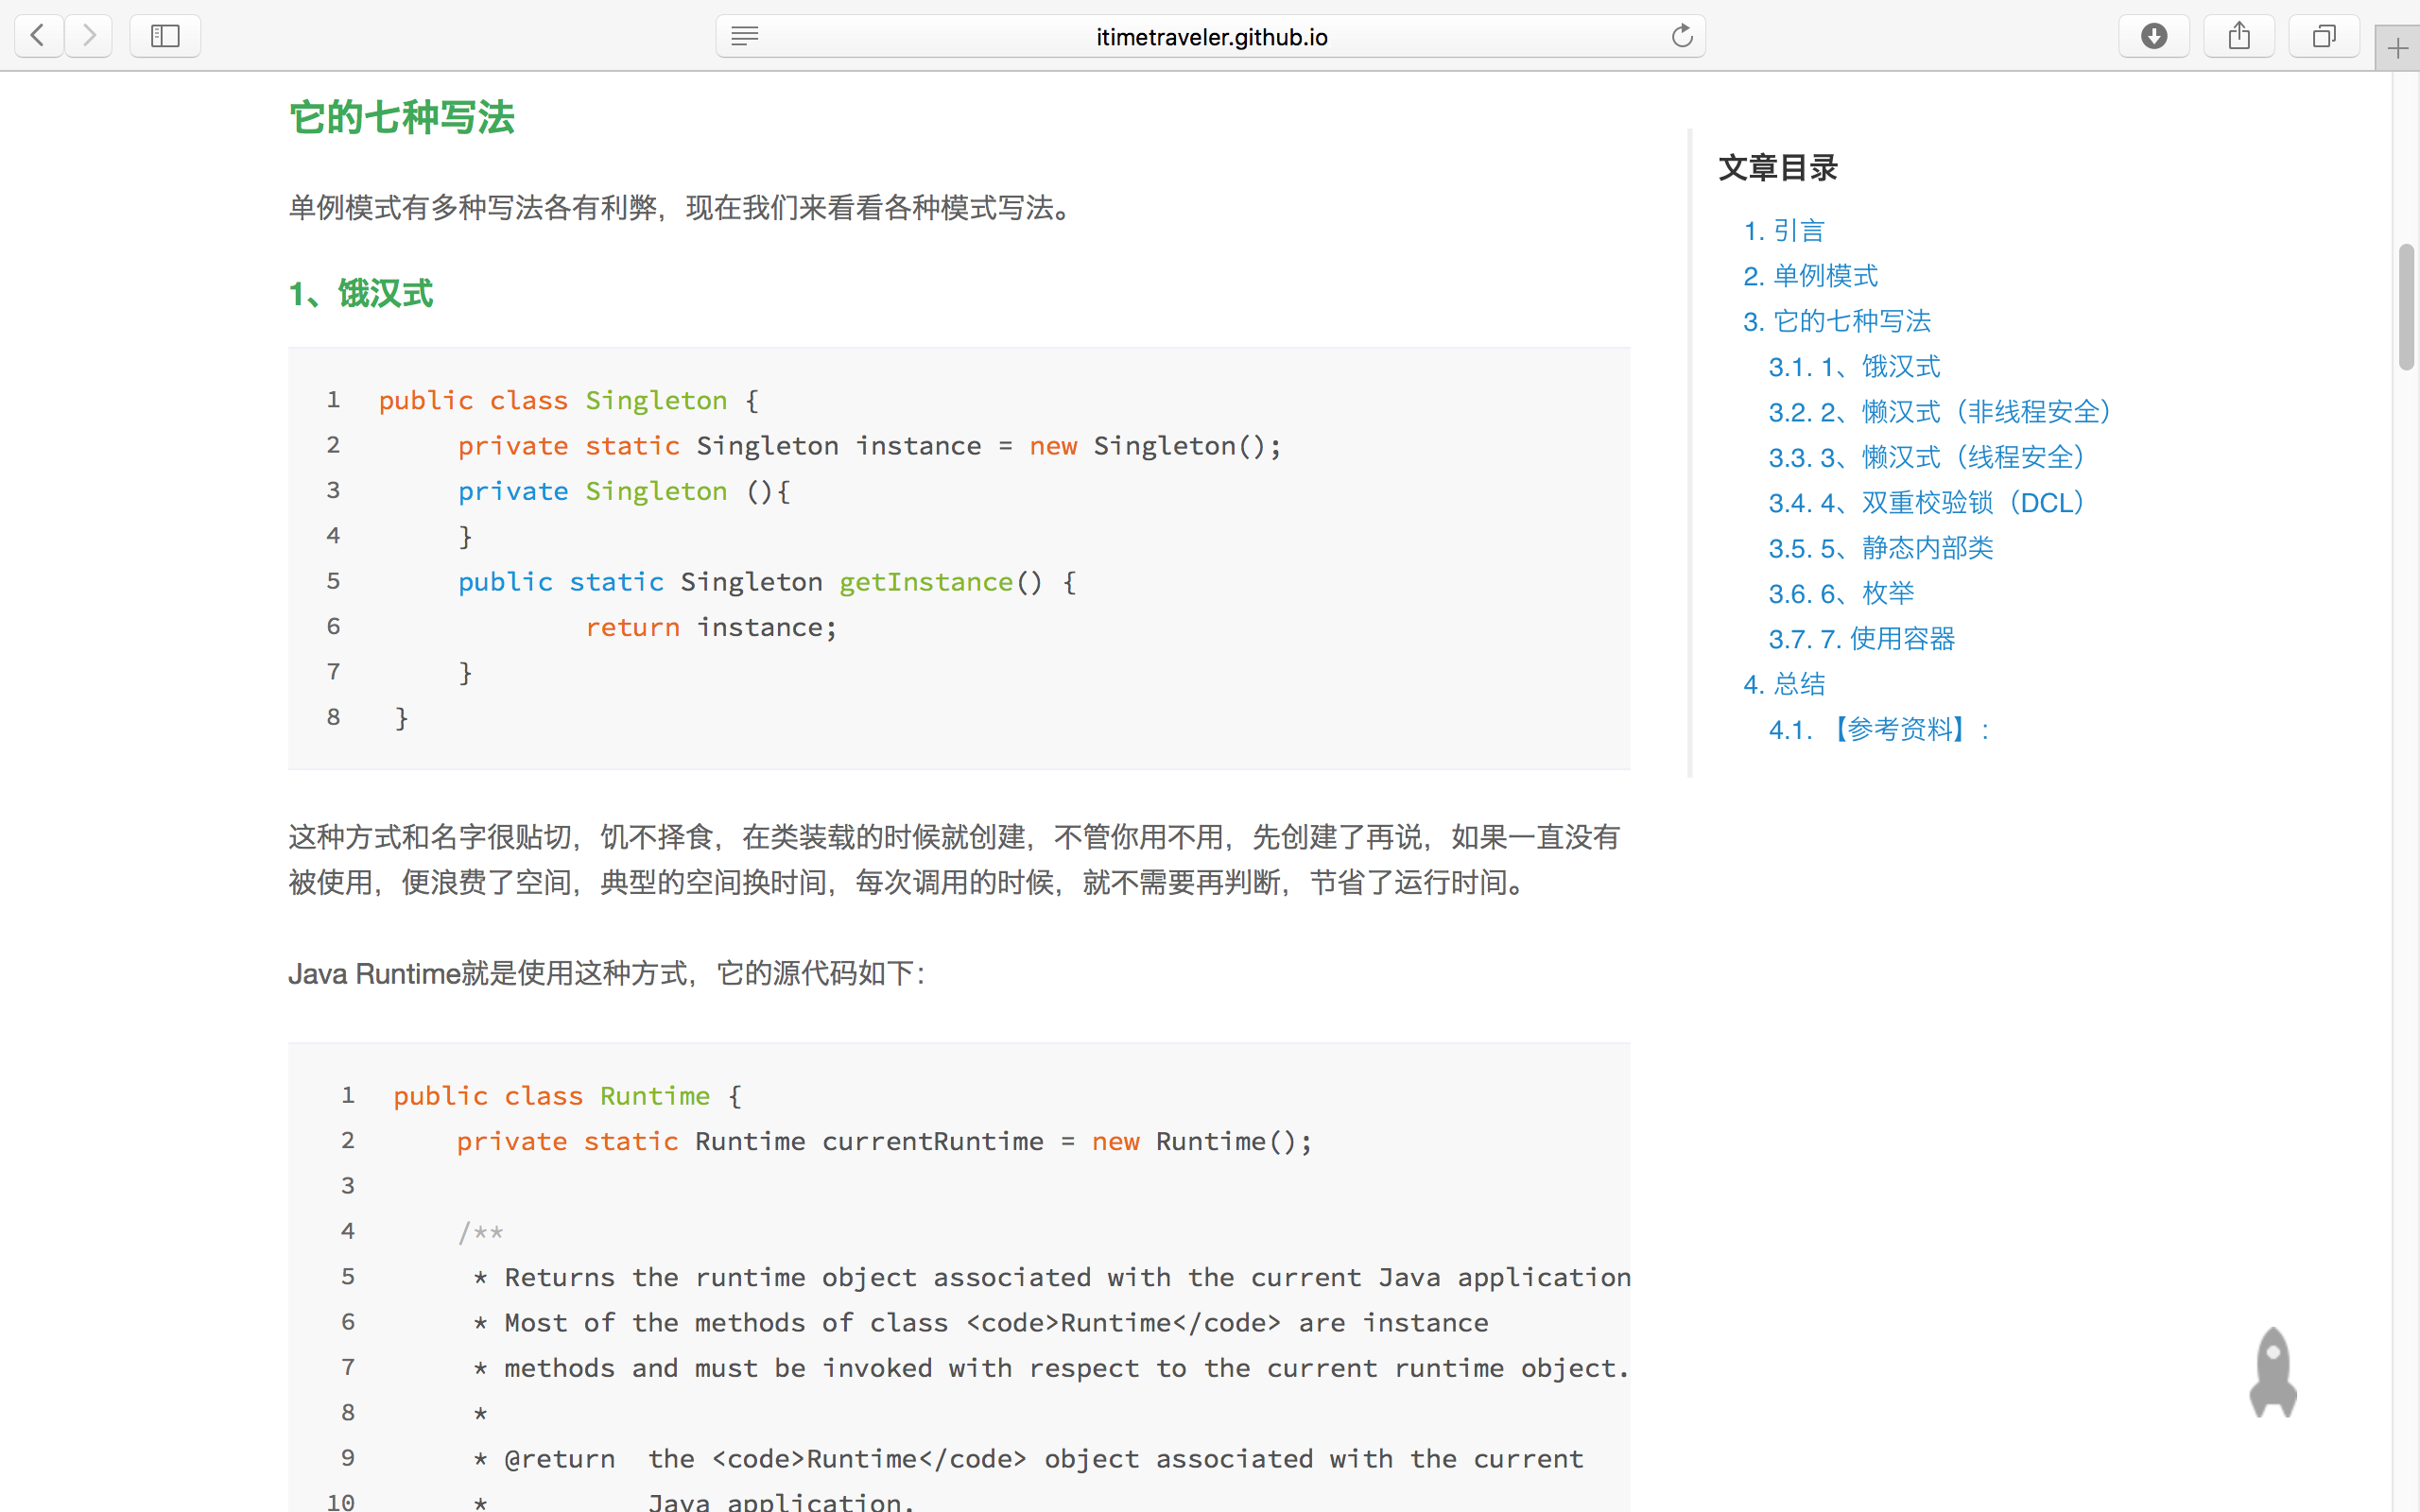 itimetraveler.github.io
它的七种写法
单例模式有多种写法各有利弊，现在我们来看看各种模式写法。
1、饿汉式
1 public class Singleton {
2 private static Singleton instance = new Singleton();
3 private Singleton (){
4 }
5 public static Singleton getInstance() {
6 return instance;
7 }
8 }
这种方式和名字很贴切，饥不择食，在类装载的时候就创建，不管你用不用，先创建了再说，如果一直没有
被使用，便浪费了空间，典型的空间换时间，每次调用的时候，就不需要再判断，节省了运行时间。
Java Runtime就是使用这种方式，它的源代码如下：
1 public class Runtime {
2 private static Runtime currentRuntime = new Runtime();
3
4 /**
5 * Returns the runtime object associated with the current Java application
6 * Most of the methods of class <code>Runtime</code> are instance
7 * methods and must be invoked with respect to the current runtime object.
8 *
9 * @return  the <code>Runtime</code> object associated with the current
10 * Java application.
文章目录
1. 引言
2. 单例模式
3. 它的七种写法
3.1. 1、饿汉式
3.2. 2、懒汉式（非线程安全）
3.3. 3、懒汉式（线程安全）
3.4. 4、双重校验锁（DCL）
3.5. 5、静态内部类
3.6. 6、枚举
3.7. 7. 使用容器
4. 总结
4.1. 【参考资料】：